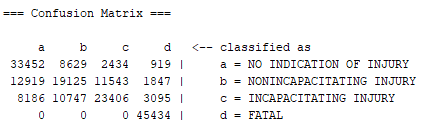 === Confusion Matrix ===
a b c d <-- classified as
33452 8629 2434 919 | a = NO INDICATION OF INJURY
12919 19125 11543 1847 | b = NONINCAPACITATING INJURY
8186 10747 23406 3095 | c = INCAPACITATING INJURY
0 0 0 45434 | d = FATAL